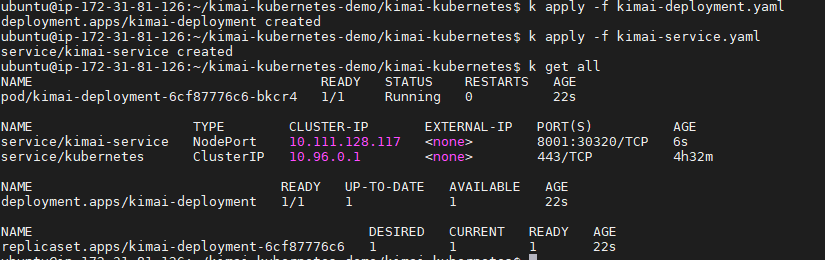 ubuntu@ip-172-31-81-126:~/kimai-kubernetes-demo/kimai-kubernetes$ k apply -f kimai-deployment.yaml
deployment.apps/kimai-deployment created
ubuntu@ip-172-31-81-126:~/kimai-kubernetes-demo/kimai-kubernetes$ k apply -f kimai-service.yaml
service/kimai-service created
ubuntu@ip-172-31-81-126:~/kimai-kubernetes-demo/kimai-kubernetes$ k get all
NAME READY STATUS RESTARTS AGE
pod/kimai-deployment-6cf87776c6-bkcr4 1/1 Running 0 22s
NAME TYPE CLUSTER-IP EXTERNAL-IP PORT(S) AGE
service/kimai-service NodePort 10.111.128.117 <none> 8001:30320/TCP 6s
service/kubernetes ClusterIP 10.96.0.1 <none> 443/TCP 4h32m
NAME READY UP-TO-DATE AVAILABLE AGE
deployment.apps/kimai-deployment 1/1 1 1 22s
NAME DESIRED CURRENT READY AGE
replicaset.apps/kimai-deployment-6cf87776c6 1 1 1 22s
ubuntu@ip-172-31-81-126:~/kimai-kubernetes-demo/kimai-kubernetes$